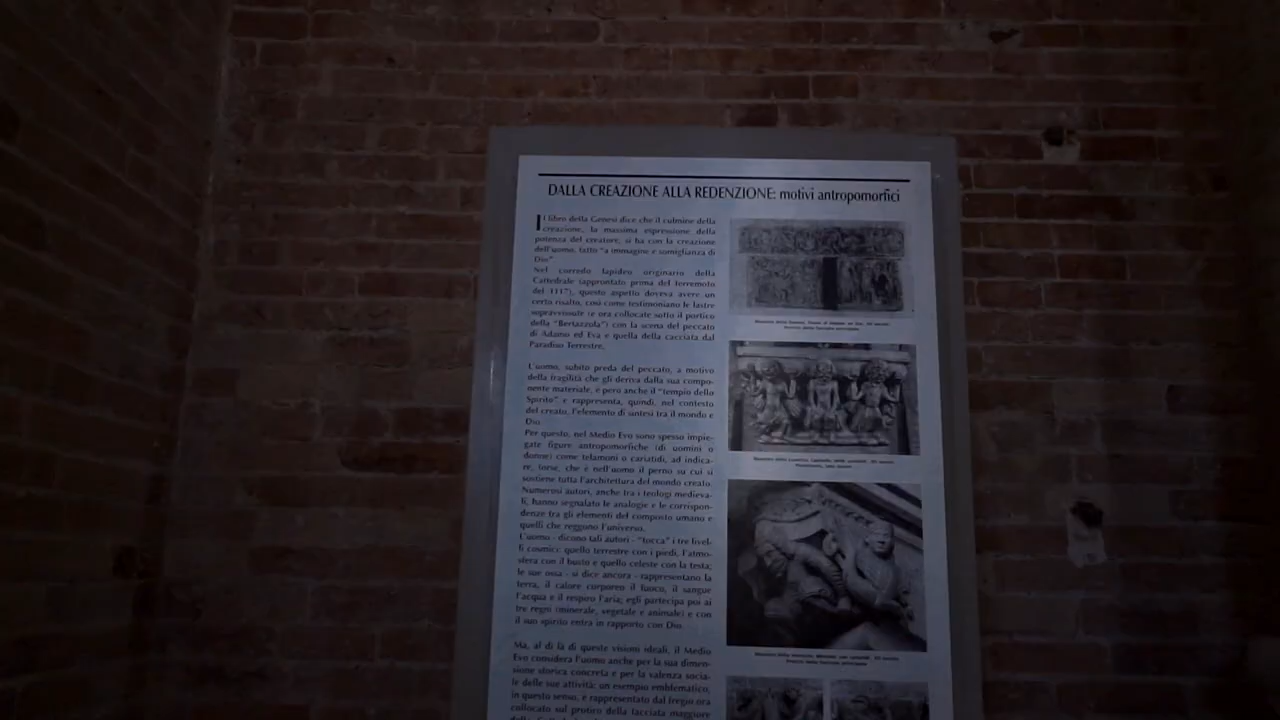 DALLA CREAZIONE ALLA REDENZIONE: motivi antropomorfici
Il libro della Genesi dice che il culmine della
creazione, la massima espressione della
potenza del creatore, si ha con la creazione
dell'uomo, fatto "a immagine e somiglianza di
Dio"
Nel corredo lapideo originario della
Cattedrale (approntato prima del terremoto
del 1117), questo aspetto doveva avere un
certo risalto, così come testimoniano le lastre
sopravvissute (e ora collocate sotto il portico
della "Bertazzola") con la scena del peccato
di Adamo ed Eva e quella della cacciata dal
Paradiso Terrestre.
L'uomo, subito preda del peccato, a motivo
della fragilità che gli deriva dalla sua compo-
nente materiale, è però anche il "tempio dello
Spirito" e rappresenta, quindi, nel contesto
del creato, l'elemento di sintesi tra il mondo e
Dio
Per questo, nel Medio Evo sono spesso impie-
gate figure antropomorfiche (di uomini o
donne) come telamoni o cariatidi, ad indica-
re, forse, che è nell'uomo il perno su cui si
sostiene tutta l'architettura del mondo creato.
Numerosi autori, anche tra i teologi medieva-
li, hanno segnalato le analogie e le corrispon-
denze tra gli elementi del composto umano e
quelli che reggono l'universo.
L'uomo - dicono tali autori - "tocca" i tre livel-
li cosmici: quello terrestre con i piedi, l'atmo-
sfera con il busto e quello celeste con la testa;
le sue ossa - si dice ancora - rappresentano la
terra, il calore corporeo il fuoco, il sangue
l'acqua e il respiro l'aria; egli partecipa poi ai
tre regni (minerale, vegetale e animale) e con
il suo spirito entra in rapporto con Dio.
Ma, al di là di queste visioni ideali, il Medio
Evo considera l'uomo anche per la sua dimen-
sione storica concreta e per la valenza socia-
le delle sue attività: un esempio emblematico,
in questo senso, è rappresentato dal fregio ora
collocato sul protiro della facciata maggiore